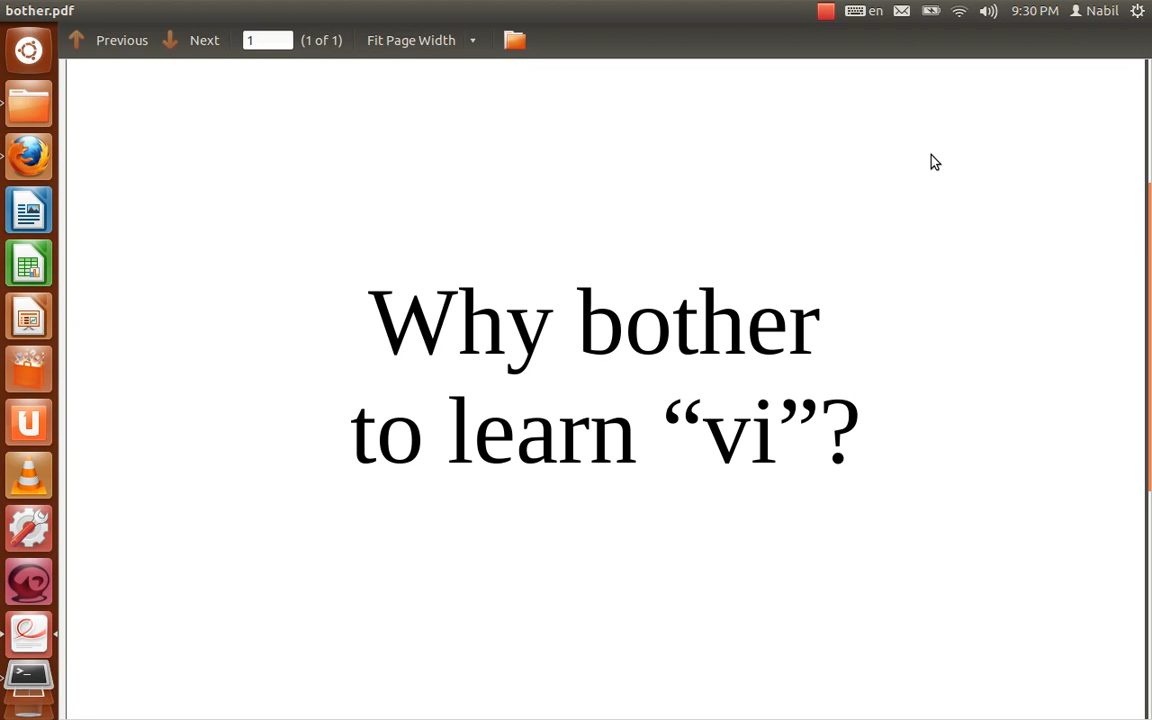 bother.pdf
en
9:30 PM
Nabil
Previous
Next
1
(1 of 1)
Fit Page Width
Why bother
to learn “vi”?
>_